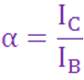 α = I_C / I_B